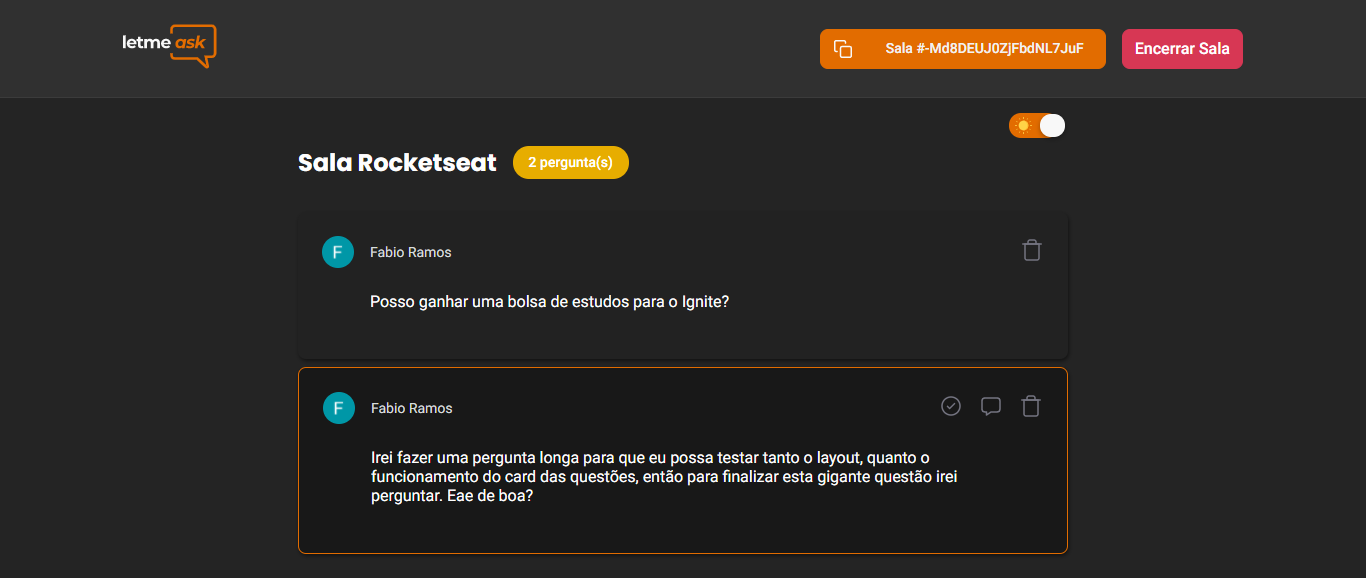 letme ask
Sala #-Md8DEUJ0ZjFbdNL7JuF
Encerrar Sala
Sala Rocketseat
2 pergunta(s)
F
Fabio Ramos
Posso ganhar uma bolsa de estudos para o Ignite?
F
Fabio Ramos
Irei fazer uma pergunta longa para que eu possa testar tanto o layout, quanto o
funcionamento do card das questões, então para finalizar esta gigante questão irei
perguntar. Eae de boa?